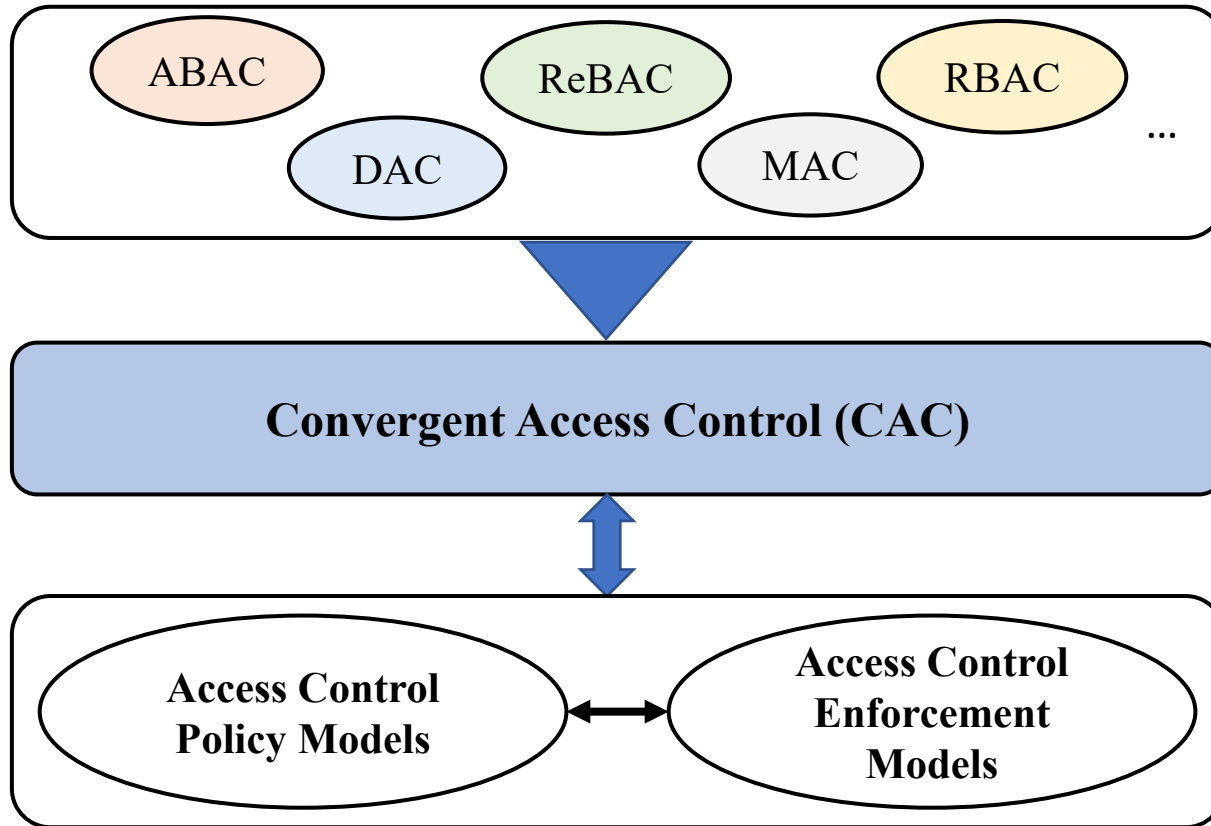 ABAC
ReBAC
RBAC
DAC
MAC
...
Convergent Access Control (CAC)
Access Control
Policy Models
Access Control
Enforcement
Models